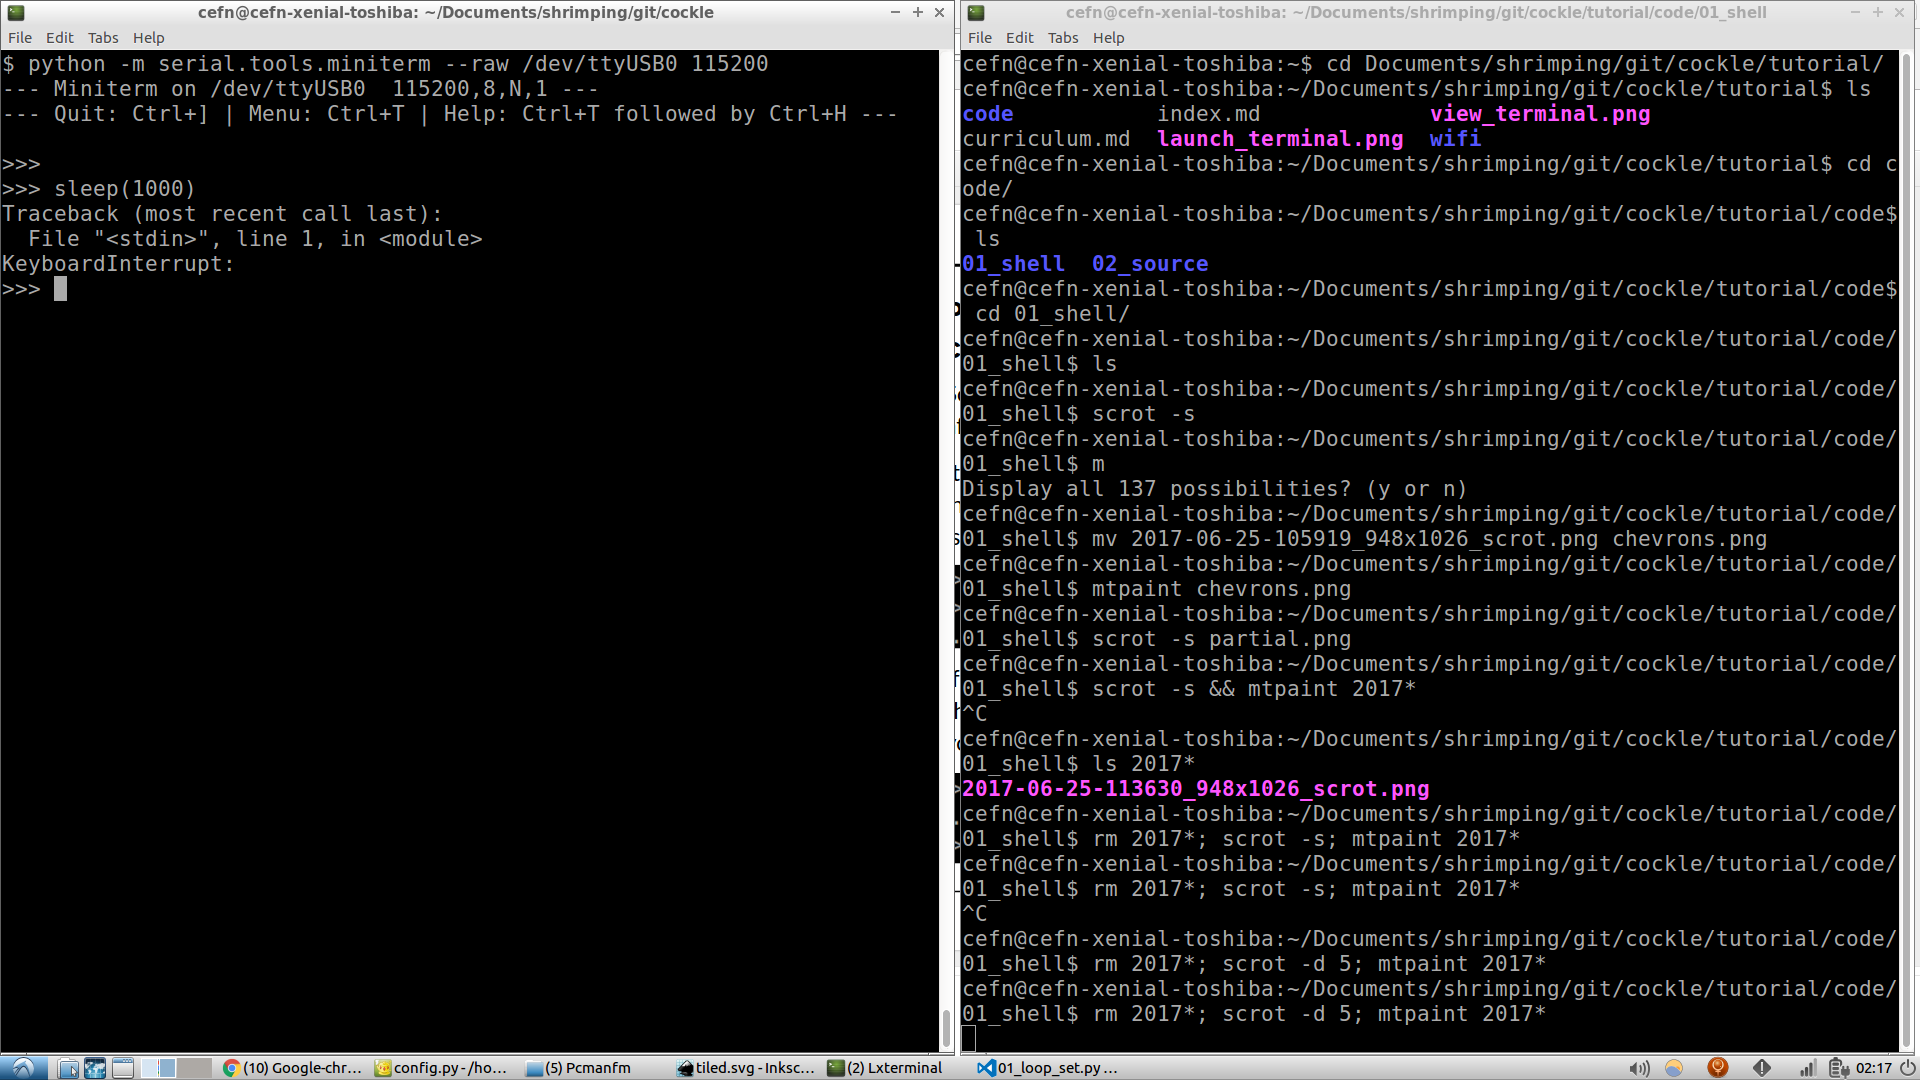 cefn@cefn-xenial-toshiba: ~/Documents/shrimping/git/cockle
File Edit Tabs Help
$ python -m serial.tools.miniterm --raw /dev/ttyUSB0 115200
--- Miniterm on /dev/ttyUSB0  115200,8,N,1 ---
--- Quit: Ctrl+] | Menu: Ctrl+T | Help: Ctrl+T followed by Ctrl+H ---
>>>
>>> sleep(1000)
Traceback (most recent call last):
  File "<stdin>", line 1, in <module>
KeyboardInterrupt:
>>>
cefn@cefn-xenial-toshiba: ~/Documents/shrimping/git/cockle/tutorial/code/01_shell
File Edit Tabs Help
cefn@cefn-xenial-toshiba:~$ cd Documents/shrimping/git/cockle/tutorial/
cefn@cefn-xenial-toshiba:~/Documents/shrimping/git/cockle/tutorial$ ls
code           index.md             view_terminal.png
curriculum.md  launch_terminal.png  wifi
cefn@cefn-xenial-toshiba:~/Documents/shrimping/git/cockle/tutorial$ cd c
ode/
cefn@cefn-xenial-toshiba:~/Documents/shrimping/git/cockle/tutorial/code$
 ls
01_shell  02_source
cefn@cefn-xenial-toshiba:~/Documents/shrimping/git/cockle/tutorial/code$
 cd 01_shell/
cefn@cefn-xenial-toshiba:~/Documents/shrimping/git/cockle/tutorial/code/
01_shell$ ls
cefn@cefn-xenial-toshiba:~/Documents/shrimping/git/cockle/tutorial/code/
01_shell$ scrot -s
cefn@cefn-xenial-toshiba:~/Documents/shrimping/git/cockle/tutorial/code/
01_shell$ m
Display all 137 possibilities? (y or n)
cefn@cefn-xenial-toshiba:~/Documents/shrimping/git/cockle/tutorial/code/
01_shell$ mv 2017-06-25-105919_948x1026_scrot.png chevrons.png
cefn@cefn-xenial-toshiba:~/Documents/shrimping/git/cockle/tutorial/code/
01_shell$ mtpaint chevrons.png
cefn@cefn-xenial-toshiba:~/Documents/shrimping/git/cockle/tutorial/code/
01_shell$ scrot -s partial.png
cefn@cefn-xenial-toshiba:~/Documents/shrimping/git/cockle/tutorial/code/
01_shell$ scrot -s && mtpaint 2017*
^C
cefn@cefn-xenial-toshiba:~/Documents/shrimping/git/cockle/tutorial/code/
01_shell$ ls 2017*
2017-06-25-113630_948x1026_scrot.png
cefn@cefn-xenial-toshiba:~/Documents/shrimping/git/cockle/tutorial/code/
01_shell$ rm 2017*; scrot -s; mtpaint 2017*
cefn@cefn-xenial-toshiba:~/Documents/shrimping/git/cockle/tutorial/code/
01_shell$ rm 2017*; scrot -s; mtpaint 2017*
^C
cefn@cefn-xenial-toshiba:~/Documents/shrimping/git/cockle/tutorial/code/
01_shell$ rm 2017*; scrot -d 5; mtpaint 2017*
cefn@cefn-xenial-toshiba:~/Documents/shrimping/git/cockle/tutorial/code/
01_shell$ rm 2017*; scrot -d 5; mtpaint 2017*
(10) Google-chr... config.py - /ho... (5) Pcmanfm tiled.svg - Inksc... (2) Lxterminal 01_loop_set.py ... 02:17